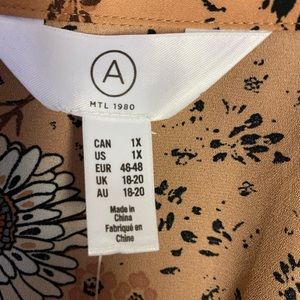 A
MTL 1980
CAN 1X
US 1X
EUR 46-48
UK 18-20
AU 18-20
Made in
China
Fabriqué en
Chine